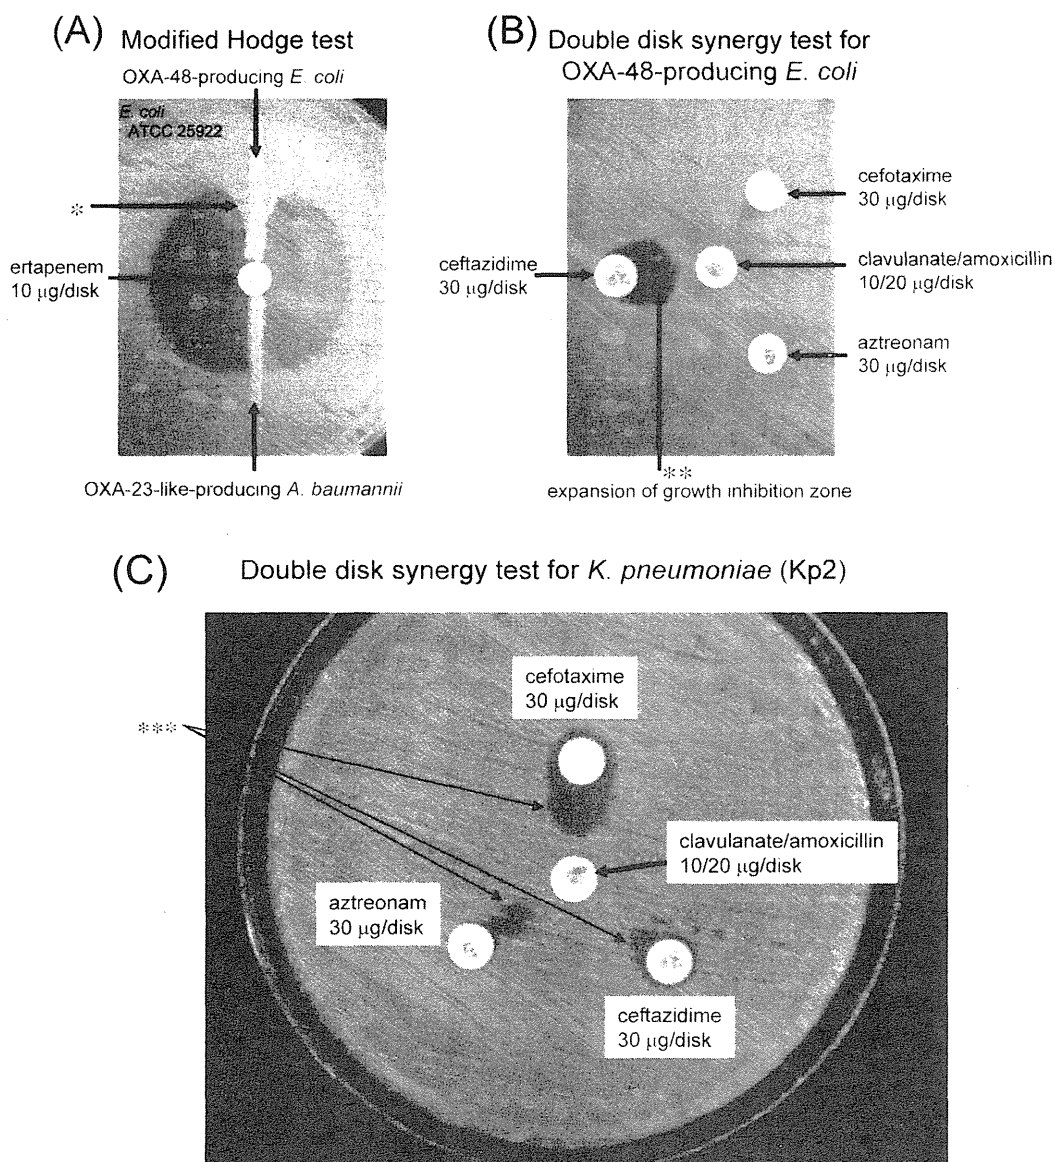 (A) Modified Hodge test
OXA-48-producing E. coli
E. coli
ATCC 25922
*
ertapenem
10 µg/disk
OXA-23-like-producing A. baumannii
(B) Double disk synergy test for
OXA-48-producing E. coli
cefotaxime
30 µg/disk
ceftazidime
30 µg/disk
clavulanate/amoxicillin
10/20 µg/disk
aztreonam
30 µg/disk
**
expansion of growth inhibition zone
(C) Double disk synergy test for K. pneumoniae (Kp2)
cefotaxime
30 µg/disk
***
clavulanate/amoxicillin
10/20 µg/disk
aztreonam
30 µg/disk
ceftazidime
30 µg/disk